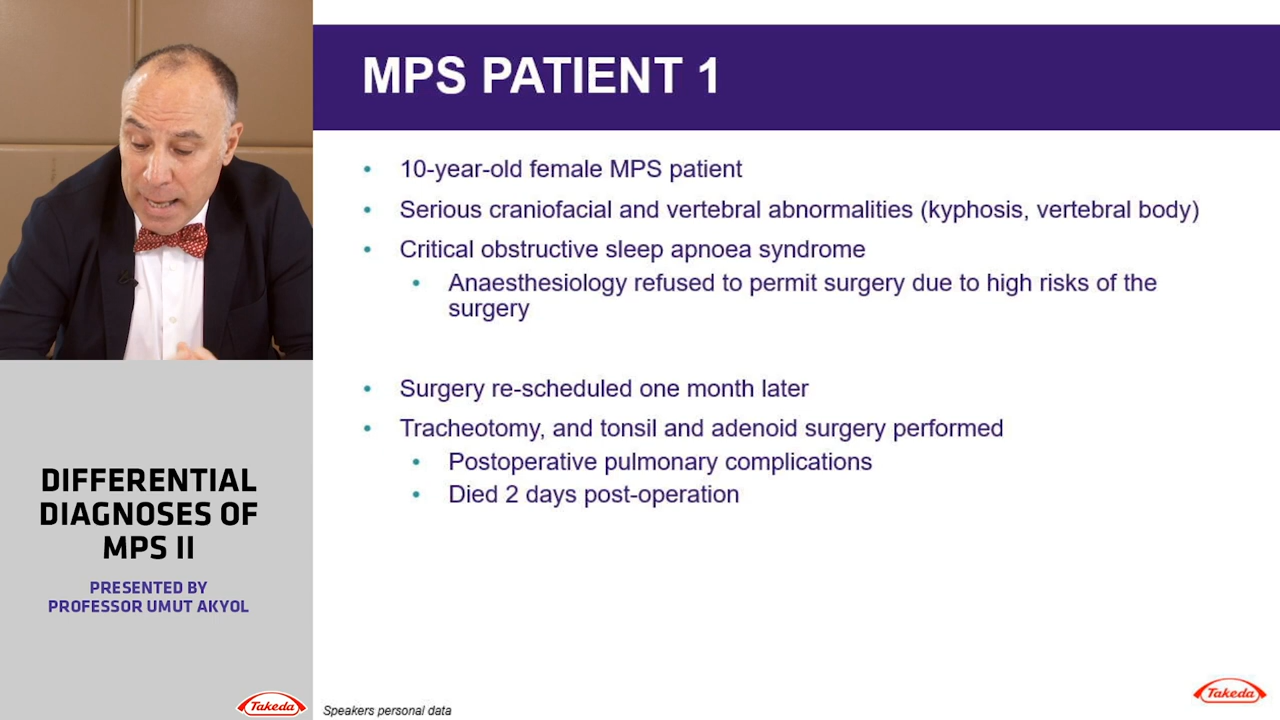 MPS PATIENT 1
• 10-year-old female MPS patient
• Serious craniofacial and vertebral abnormalities (kyphosis, vertebral body)
• Critical obstructive sleep apnoea syndrome
• Anaesthesiology refused to permit surgery due to high risks of the
surgery
• Surgery re-scheduled one month later
• Tracheotomy, and tonsil and adenoid surgery performed
• Postoperative pulmonary complications
• Died 2 days post-operation
DIFFERENTIAL
DIAGNOSES OF
MPS II
PRESENTED BY
PROFESSOR UMUT AKYOL
Takeda
Speakers personal data
Takeda